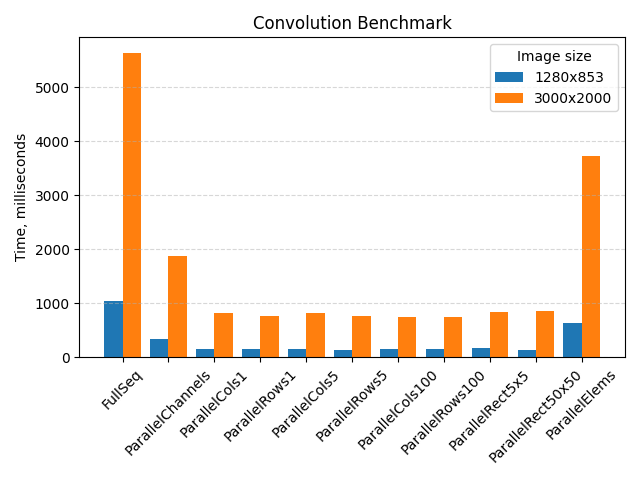 Convolution Benchmark
Time, milliseconds
5000
4000
3000
2000
1000
0
Image size
1280x853
3000x2000
FullSeq
ParallelChannels
ParallelCols1
ParallelRows1
ParallelCols5
ParallelRows5
ParallelCols100
ParallelRows100
ParallelRect5x5
ParallelRect50x50
ParallelElems